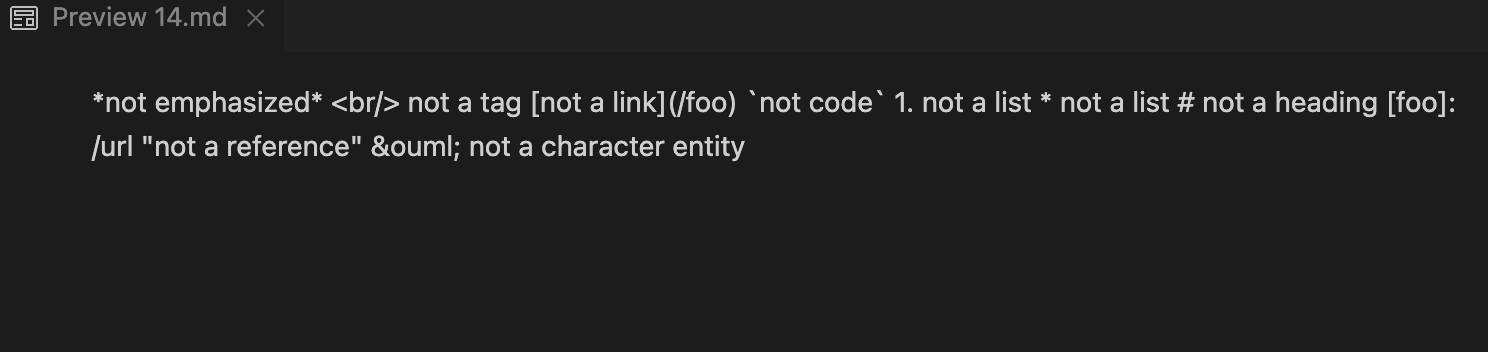 Preview 14.md
*not emphasized* <br/> not a tag [not a link](/foo) `not code` 1. not a list * not a list # not a heading [foo]:
/url "not a reference" &ouml; not a character entity